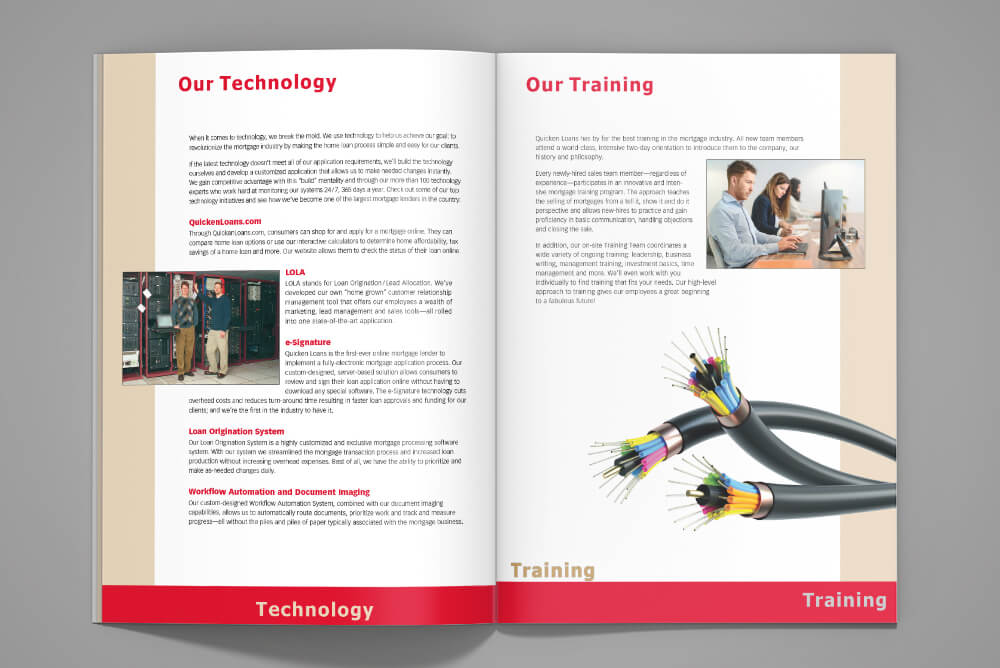 Our Technology
When it comes to technology, we break the mold. We use technology to help us achieve our goal: to
revolutionize the mortgage industry by making the home loan process simple and easy for our clients.
If the latest technology doesn't meet all of our application requirements, we'll build the technology
ourselves and develop a customized application that allows us to make needed changes instantly.
We gain competitive advantage with this "build" mentality and through our more than 100 technology
experts who work hard at monitoring our systems 24/7, 365 days a year. Check out some of our top
technology initiatives and see how we've become one of the largest mortgage lenders in the country.
QuickenLoans.com
Through QuickenLoans.com, consumers can shop for and apply for a mortgage online. They can
compare home loan options or use our interactive calculators to determine home affordability, tax
savings of a home loan and more. Our website allows them to check the status of their loan online.
LOLA
LOLA stands for Loan Origination/Lead Allocation. We've
developed our own "home grown" customer relationship
management tool that offers our employees a wealth of
marketing, lead management and sales tools—all rolled
into one state-of-the-art application.
e-Signature
Quicken Loans is the first-ever online mortgage lender to
implement a fully-electronic mortgage application process. Our
custom-designed, server-based solution allows consumers to
review and sign their loan application online without having to
download any special software. The e-Signature technology cuts
overhead costs and reduces turn-around time resulting in faster loan approvals and funding for our
clients; and we're the first in the industry to have it.
Loan Origination System
Our Loan Origination System is a highly customized and exclusive mortgage processing software
system. With our system we streamlined the mortgage transaction process and increased loan
production without increasing overhead expenses. Best of all, we have the ability to prioritize and
make as-needed changes daily.
Workflow Automation and Document Imaging
Our custom-designed Workflow Automation System, combined with our document imaging
capabilities, allows us to automatically route documents, prioritize work and track and measure
progress—all without the piles and piles of paper typically associated with the mortgage business.
Technology
Our Training
Quicken Loans has by far the best training in the mortgage industry. All new team members
attend a world-class, intensive two-day orientation to introduce them to the company, our
history and philosophy.
Every newly-hired sales team member—regardless of
experience—participates in an innovative and inten-
sive mortgage training program. The approach teaches
the selling of mortgages from a tell it, show it and do it
perspective and allows new-hires to practice and gain
proficiency in basic communication, handling objections
and closing the sale.
In addition, our on-site Training Team coordinates a
wide variety of ongoing training: leadership, business
writing, management training, investment basics, time
management and more. We'll even work with you
individually to find training that fits your needs. Our high-level
approach to training gives our employees a great beginning
to a fabulous future!
Training
Training